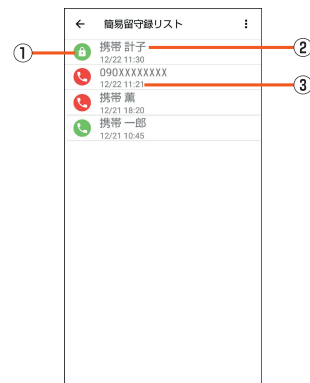 簡易留守録リスト
①
携帯 計子
②
12/22 11:30
090XXXXXXXX
12/22 11:21
③
携帯 薫
12/21 18:20
携帯 一郎
12/21 10:45